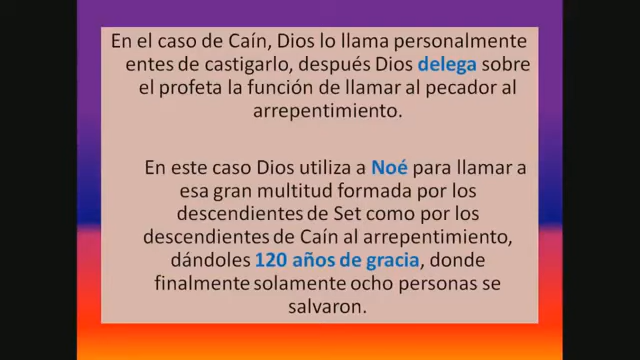 En el caso de Caín, Dios lo llama personalmente
entes de castigarlo, después Dios delega sobre
el profeta la función de llamar al pecador al
arrepentimiento.
En este caso Dios utiliza a Noé para llamar a
esa gran multitud formada por los
descendientes de Set como por los
descendientes de Caín al arrepentimiento,
dándoles 120 años de gracia, donde
finalmente solamente ocho personas se
salvaron.